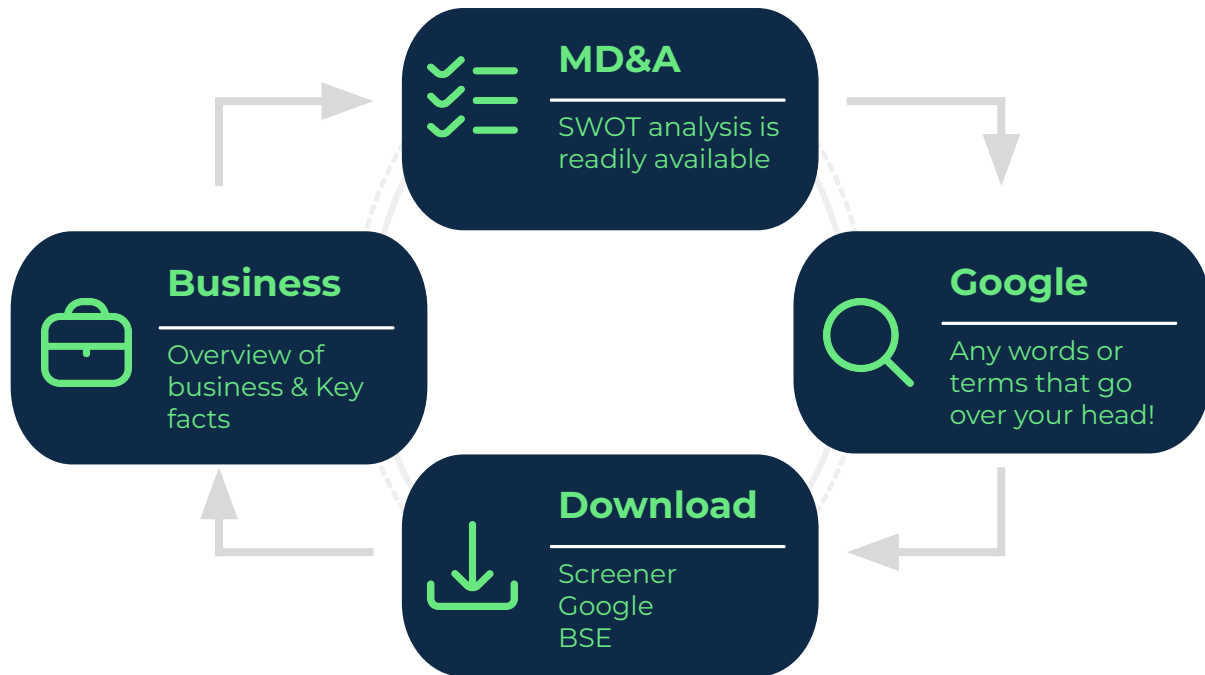 MD&A
SWOT analysis is
readily available
Business
Overview of
business & Key
facts
Google
Any words or
terms that go
over your head!
Download
Screener
Google
BSE